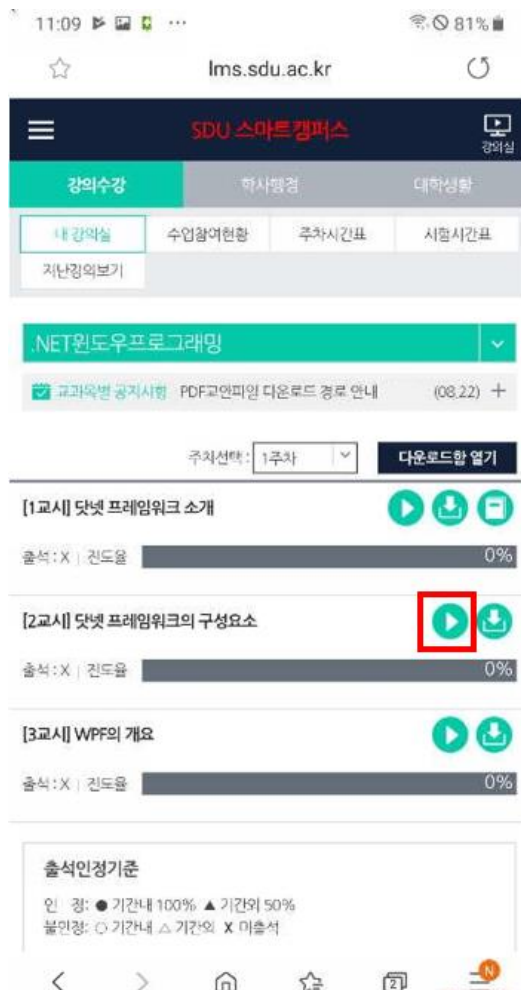 11:09 81%
lms.sdu.ac.kr
SDU 스마트캠퍼스
강의실
강의수강 학사행정 대학생활
내 강의실 수업참여현황 주차시간표 시험시간표
지난강의보기
.NET윈도우프로그래밍
교과목별 공지사항 PDF교안파일 다운로드 경로 안내 (08.22) +
주차선택 : 1주차 다운로드함 열기
[1교시] 닷넷 프레임워크 소개
출석 : X | 진도율 0%
[2교시] 닷넷 프레임워크의 구성요소
출석 : X | 진도율 0%
[3교시] WPF의 개요
출석 : X | 진도율 0%
출석인정기준
인 정: ● 기간내 100% ▲ 기간외 50%
불인정: ○ 기간내 △ 기간외 X 미출석
2 N